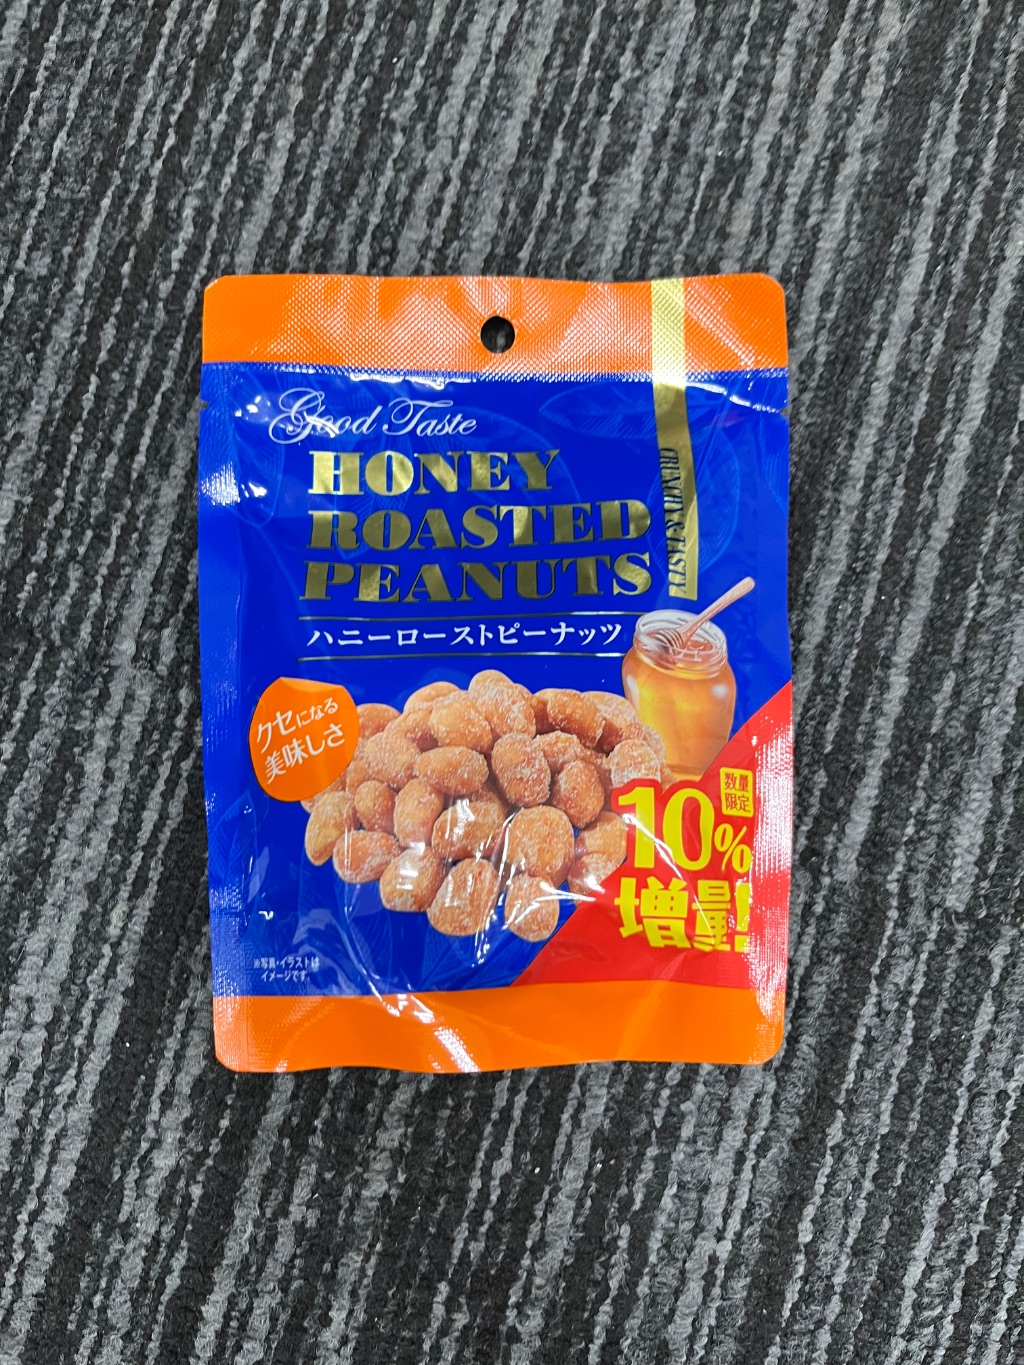 Good Taste
HONEY
ROASTED
PEANUTS
CRUNCHY & TASTY
ハニーローストピーナッツ
クセになる
美味しさ
数量
限定
10%
増量!
※写真・イラストは
イメージです。